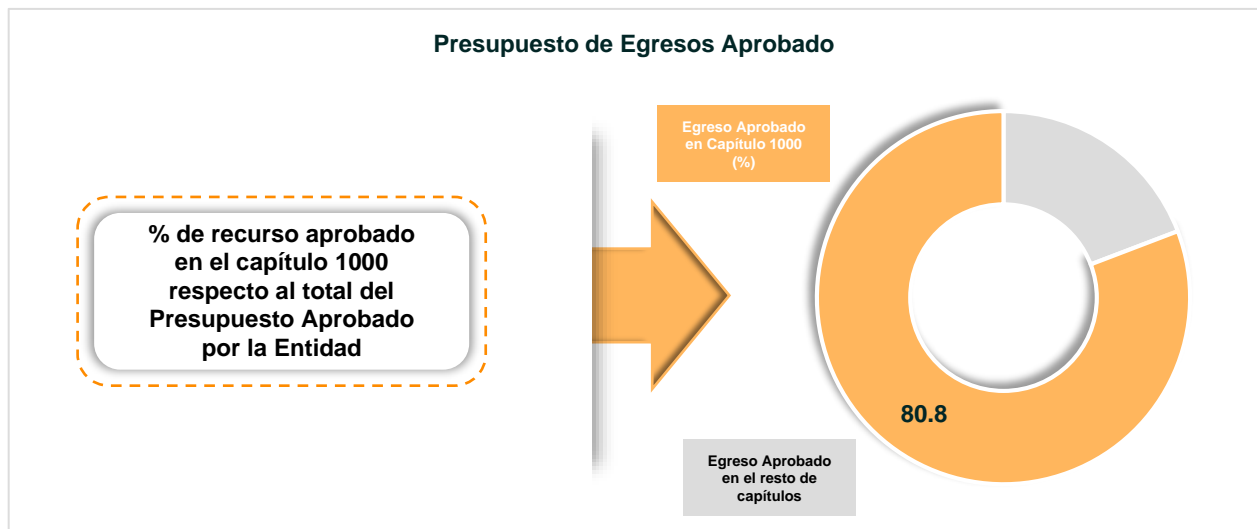 Presupuesto de Egresos Aprobado
% de recurso aprobado
en el capítulo 1000
respecto al total del
Presupuesto Aprobado
por la Entidad
Egreso Aprobado
en Capítulo 1000
(%)
80.8
Egreso Aprobado
en el resto de
capítulos